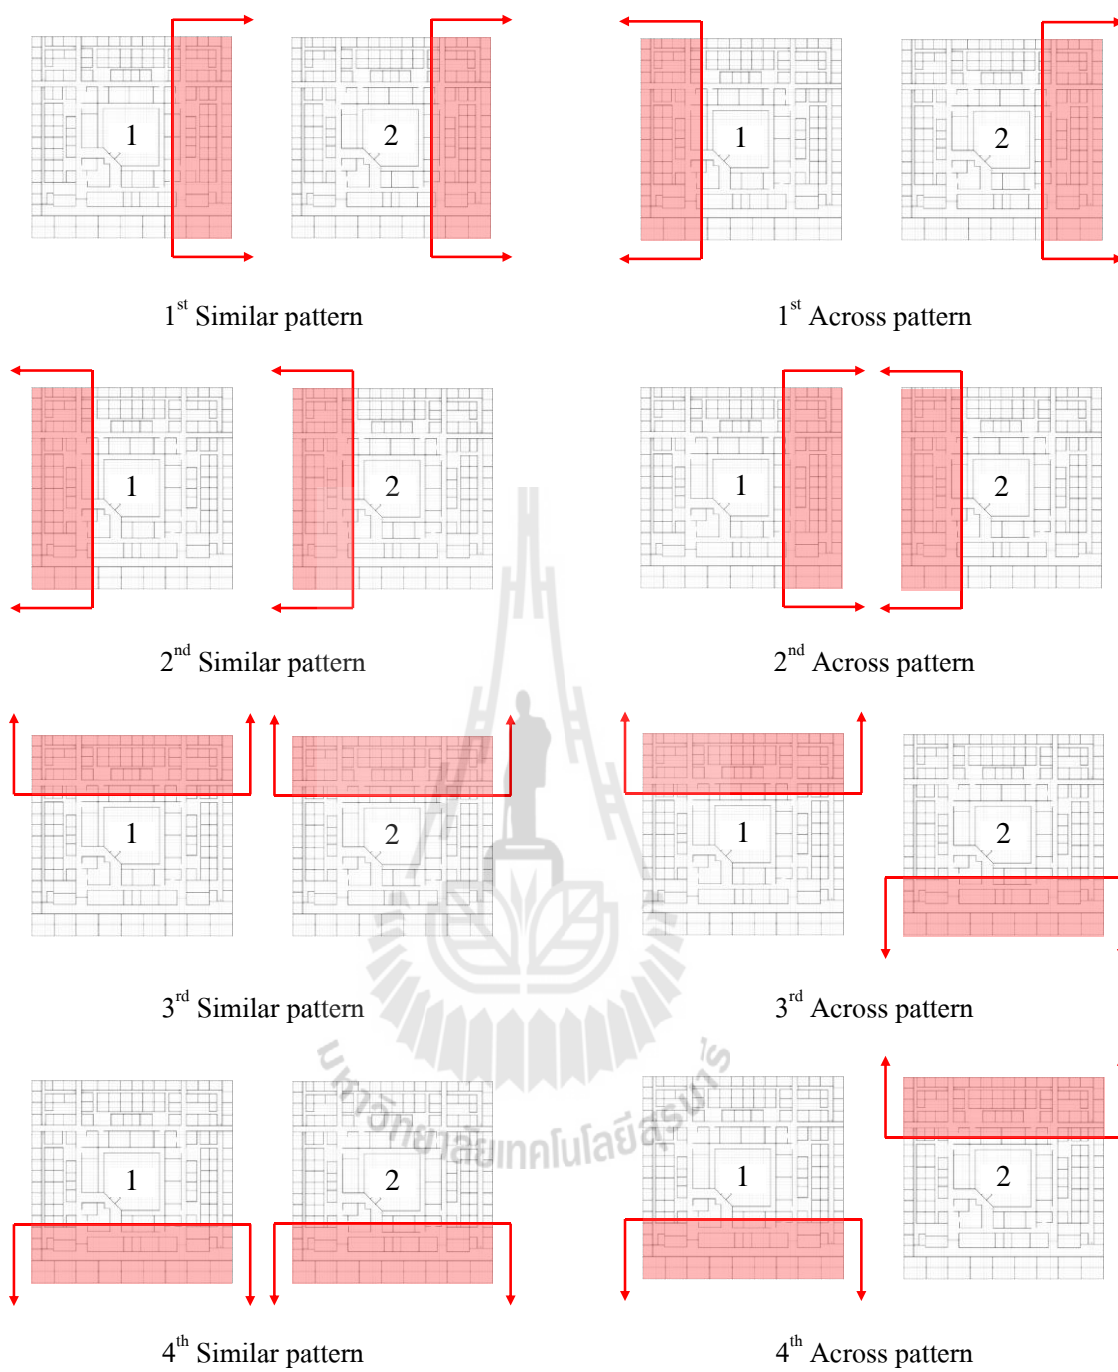 1 2 1 2
1st Similar pattern 1st Across pattern
1 2 1 2
2nd Similar pattern 2nd Across pattern
1 2 1 2
3rd Similar pattern 3rd Across pattern
1 2 1 2
มหาวิทยาลัยเทคโนโลยีสุรนารี
4th Similar pattern 4th Across pattern